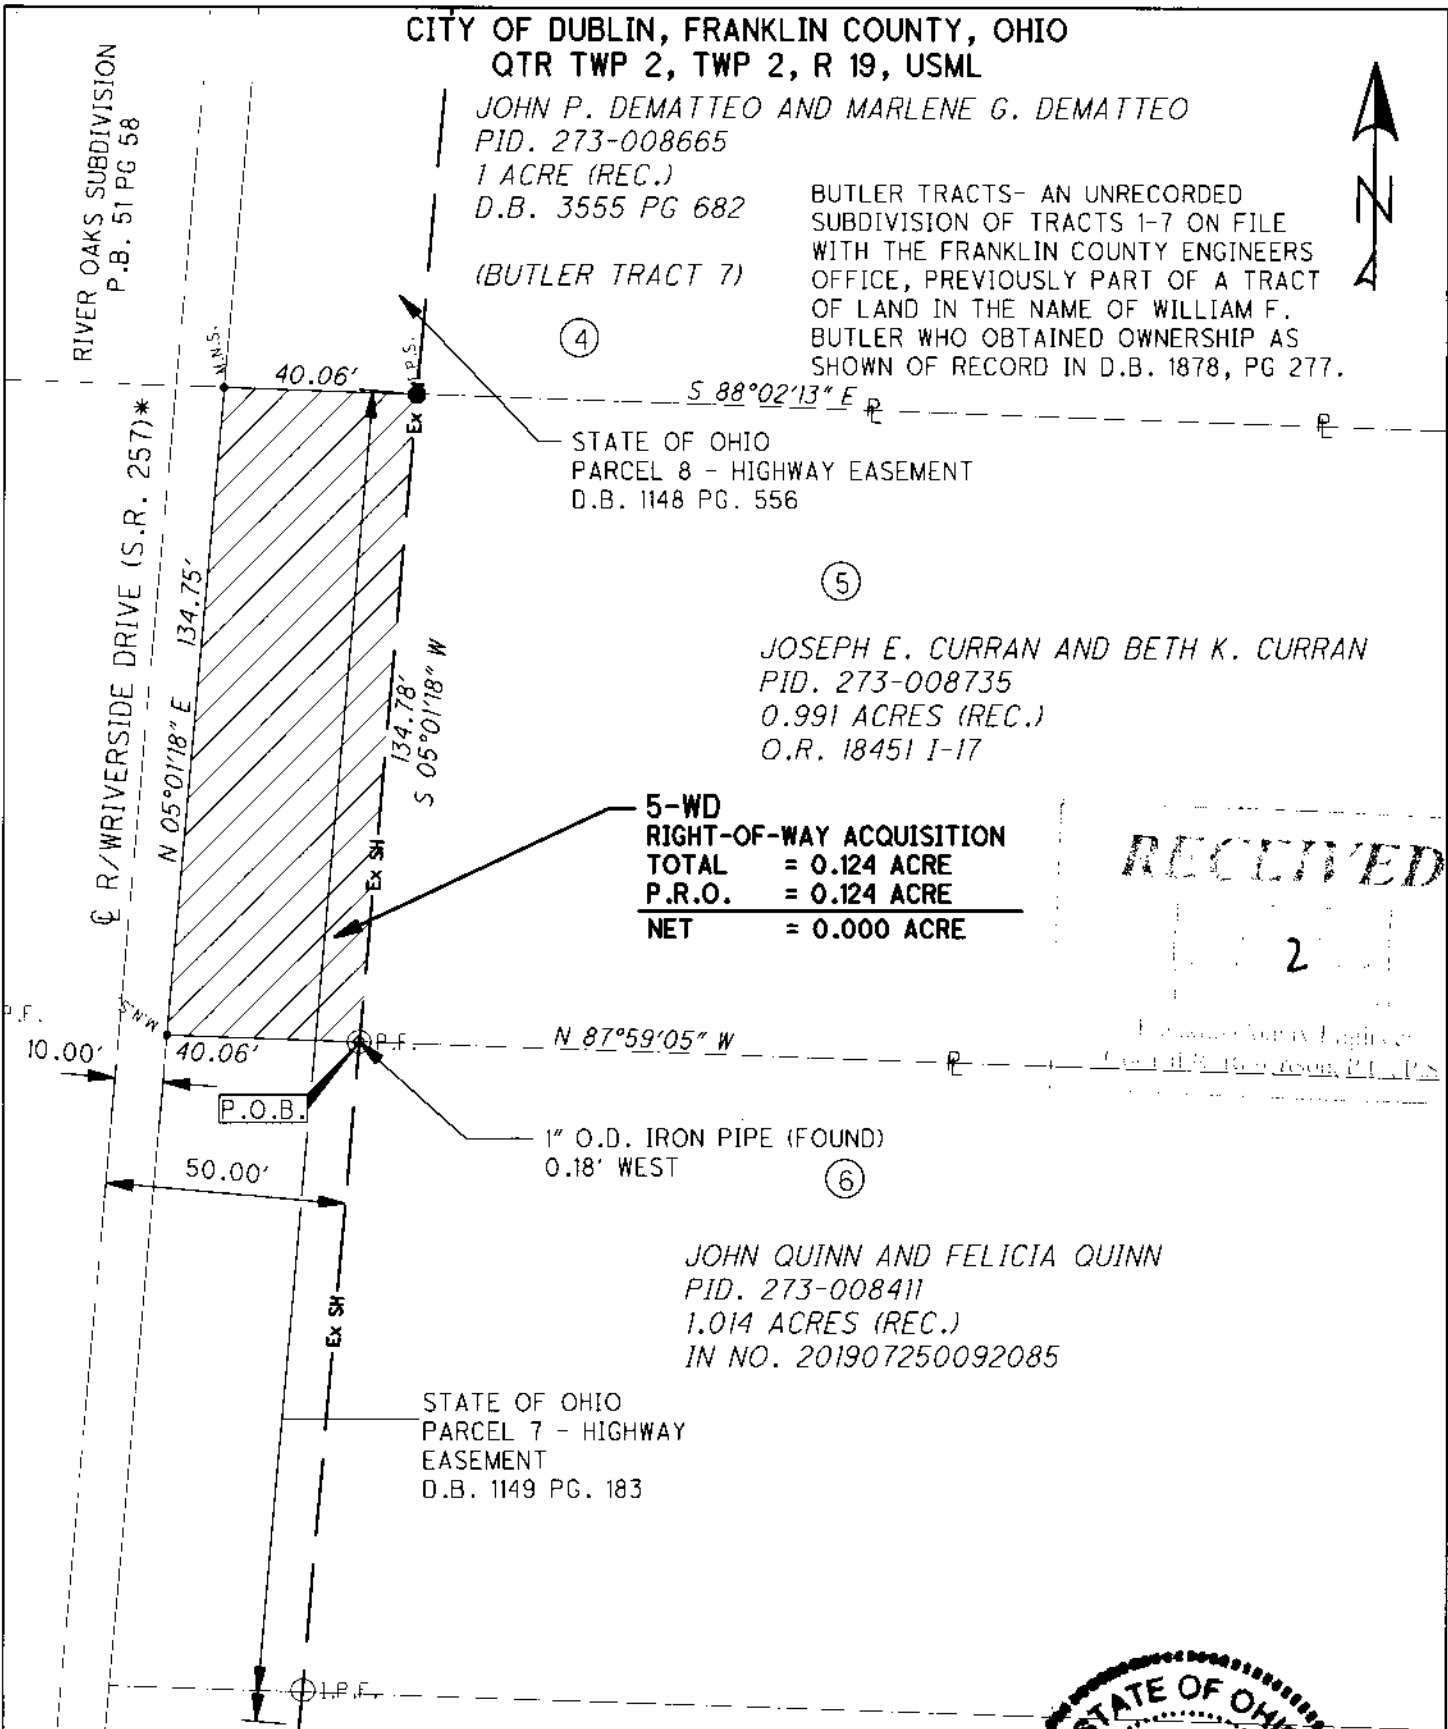 CITY OF DUBLIN, FRANKLIN COUNTY, OHIO
QTR TWP 2, TWP 2, R 19, USML
RIVER OAKS SUBDIVISION
P.B. 51 PG 58
JOHN P. DEMATTEO AND MARLENE G. DEMATTEO
PID. 273-008665
1 ACRE (REC.)
D.B. 3555 PG 682
(BUTLER TRACT 7)
BUTLER TRACTS- AN UNRECORDED
SUBDIVISION OF TRACTS 1-7 ON FILE
WITH THE FRANKLIN COUNTY ENGINEERS
OFFICE, PREVIOUSLY PART OF A TRACT
OF LAND IN THE NAME OF WILLIAM F.
BUTLER WHO OBTAINED OWNERSHIP AS
SHOWN OF RECORD IN D.B. 1878, PG 277.
N
4
M.N.S.
I.P.S.
40.06'
Ex
S 88°02'13" E
PL
PL
STATE OF OHIO
PARCEL 8 - HIGHWAY EASEMENT
D.B. 1148 PG. 556
℄ R/WRIVERSIDE DRIVE (S.R. 257)*
N 05°01'18" E 134.75'
134.78'
S 05°01'18" W
5
JOSEPH E. CURRAN AND BETH K. CURRAN
PID. 273-008735
0.991 ACRES (REC.)
O.R. 18451 I-17
5-WD
RIGHT-OF-WAY ACQUISITION
TOTAL = 0.124 ACRE
P.R.O. = 0.124 ACRE
NET = 0.000 ACRE
Ex SH
RECEIVED
2
P.F.
M.N.S
10.00'
40.06'
P.F.
N 87°59'05" W
PL
P.O.B.
1" O.D. IRON PIPE (FOUND)
0.18' WEST
50.00'
6
JOHN QUINN AND FELICIA QUINN
PID. 273-008411
1.014 ACRES (REC.)
IN NO. 201907250092085
Ex SH
STATE OF OHIO
PARCEL 7 - HIGHWAY
EASEMENT
D.B. 1149 PG. 183
I.P.F.
STATE OF OHI